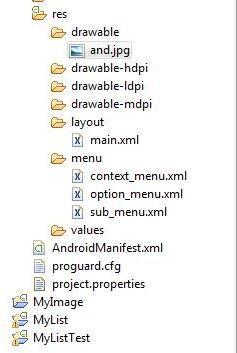 res
drawable
and.jpg
drawable-hdpi
drawable-ldpi
drawable-mdpi
layout
main.xml
menu
context_menu.xml
option_menu.xml
sub_menu.xml
values
AndroidManifest.xml
proguard.cfg
project.properties
MyImage
MyList
MyListTest